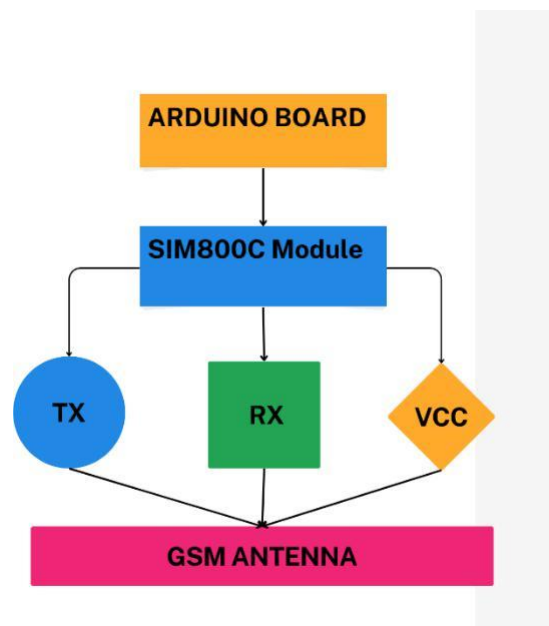 ARDUINO BOARD
SIM800C Module
TX
RX
VCC
GSM ANTENNA